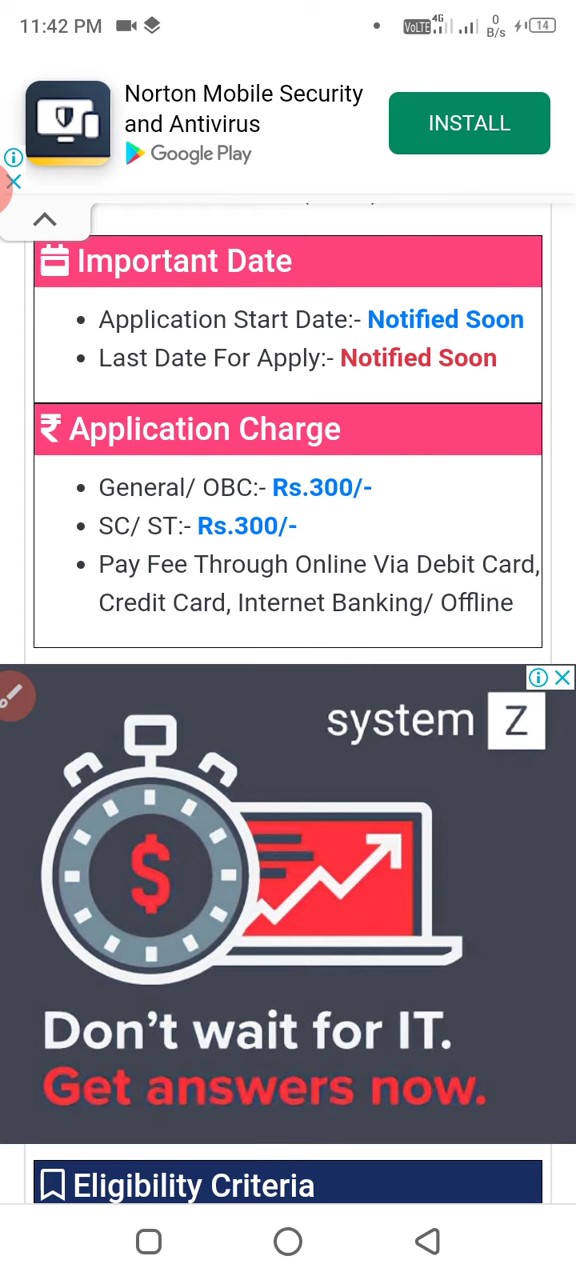 11:42 PM
VoLTE 4G 0 B/s 14
Norton Mobile Security
and Antivirus
Google Play
INSTALL
Important Date
Application Start Date:- Notified Soon
Last Date For Apply:- Notified Soon
₹ Application Charge
General/ OBC:- Rs.300/-
SC/ ST:- Rs.300/-
Pay Fee Through Online Via Debit Card,
Credit Card, Internet Banking/ Offline
system Z
$
Don't wait for IT.
Get answers now.
Eligibility Criteria